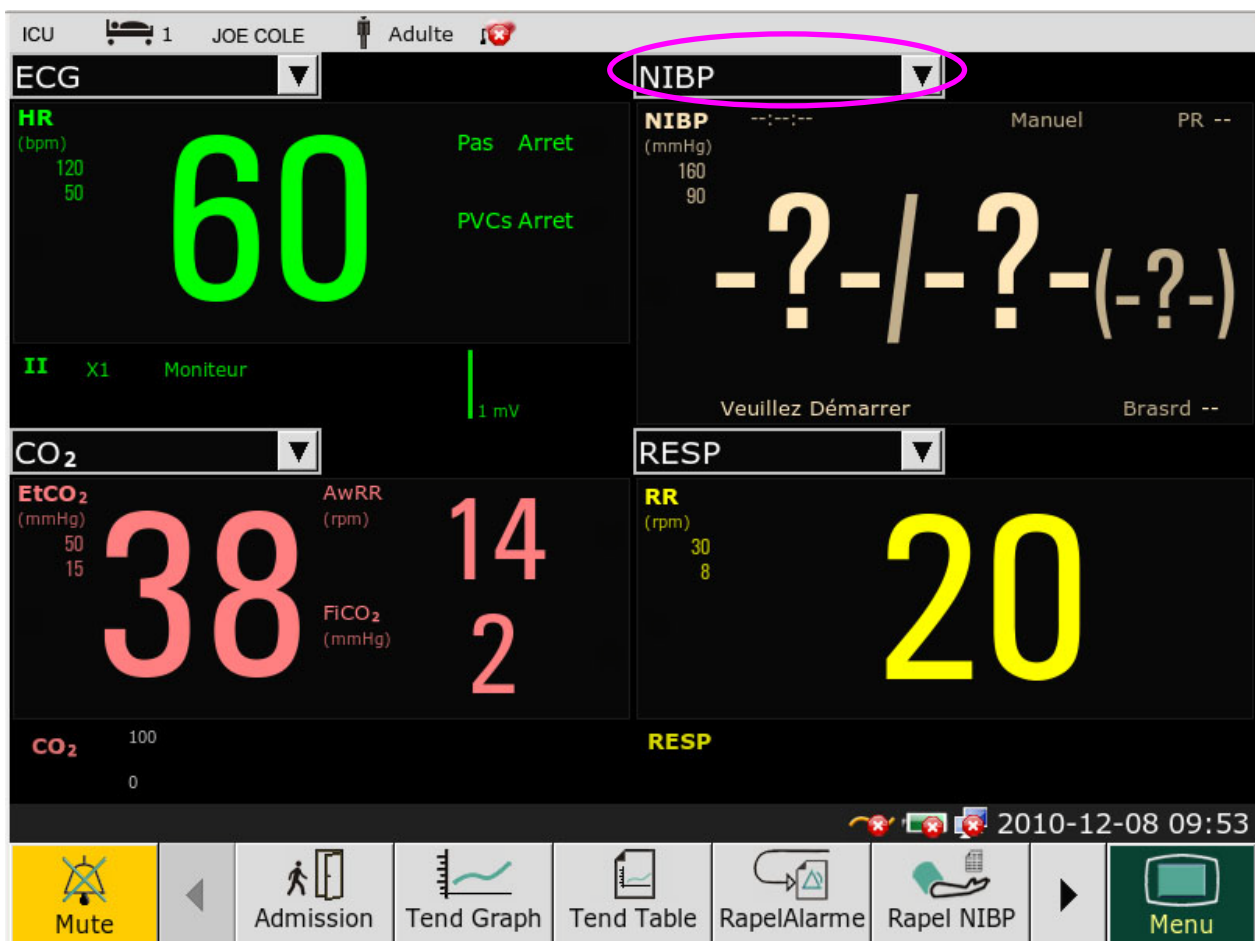 ICU 1 JOE COLE Adulte
ECG
HR
(bpm)
120
50
60
Pas Arret
PVCs Arret
II X1 Moniteur
1 mV
NIBP
NIBP --:--:-- Manuel PR --
(mmHg)
160
90
-?-/-?-(-?-)
Veuillez Démarrer Brasrd --
CO₂
EtCO₂
(mmHg)
50
15
38
AwRR
(rpm)
14
FiCO₂
(mmHg)
2
CO₂
100
0
RESP
RR
(rpm)
30
8
20
RESP
2010-12-08 09:53
Mute Admission Tend Graph Tend Table RapelAlarme Rapel NIBP Menu